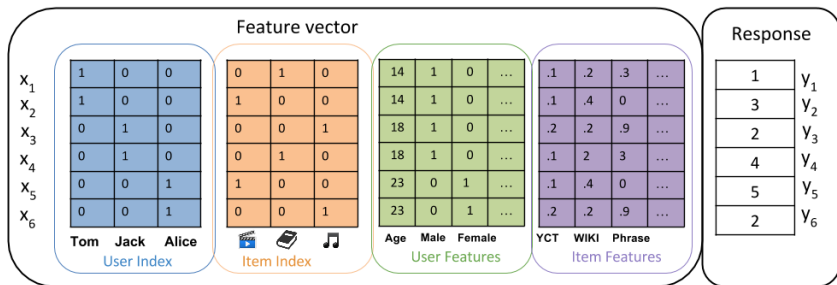 Feature vector Response
x1 1 0 0 0 1 0 14 1 0 ... .1 .2 .3 ... 1 y1
x2 1 0 0 1 0 0 14 1 0 ... .1 .4 0 ... 3 y2
x3 0 1 0 0 0 1 18 1 0 ... .2 .2 .9 ... 2 y3
x4 0 1 0 0 1 0 18 1 0 ... .1 2 3 ... 4 y4
x5 0 0 1 1 0 0 23 0 1 ... .1 .4 0 ... 5 y5
x6 0 0 1 0 0 1 23 0 1 ... .2 .2 .9 ... 2 y6
Tom Jack Alice Age Male Female YCT WIKI Phrase
User Index Item Index User Features Item Features